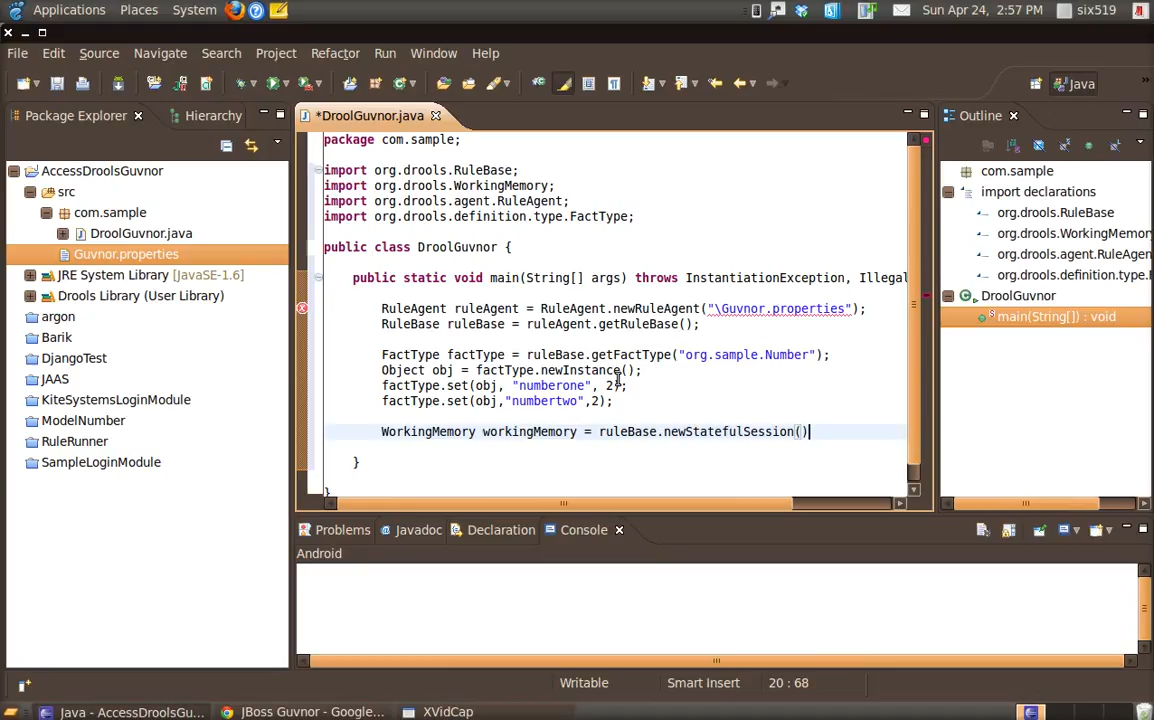 Applications Places System Sun Apr 24, 2:57 PM six519
File Edit Source Navigate Search Project Refactor Run Window Help
Java »
Package Explorer Hierarchy *DroolGuvnor.java Outline
AccessDroolsGuvnor
src
com.sample
DroolGuvnor.java
Guvnor.properties
JRE System Library [JavaSE-1.6]
Drools Library (User Library)
argon
Barik
DjangoTest
JAAS
KiteSystemsLoginModule
ModelNumber
RuleRunner
SampleLoginModule
package com.sample;
import org.drools.RuleBase;
import org.drools.WorkingMemory;
import org.drools.agent.RuleAgent;
import org.drools.definition.type.FactType;
public class DroolGuvnor {
public static void main(String[] args) throws InstantiationException, Illegal
RuleAgent ruleAgent = RuleAgent.newRuleAgent("\Guvnor.properties");
RuleBase ruleBase = ruleAgent.getRuleBase();
FactType factType = ruleBase.getFactType("org.sample.Number");
Object obj = factType.newInstance();
factType.set(obj, "numberone", 2);
factType.set(obj,"numbertwo",2);
WorkingMemory workingMemory = ruleBase.newStatefulSession()
}
}
com.sample
import declarations
org.drools.RuleBase
org.drools.WorkingMemory
org.drools.agent.RuleAgen
org.drools.definition.type.F
DroolGuvnor
main(String[]) : void
Problems Javadoc Declaration Console
Android
Writable Smart Insert 20 : 68
Java - AccessDroolsGu... JBoss Guvnor - Google... XVidCap